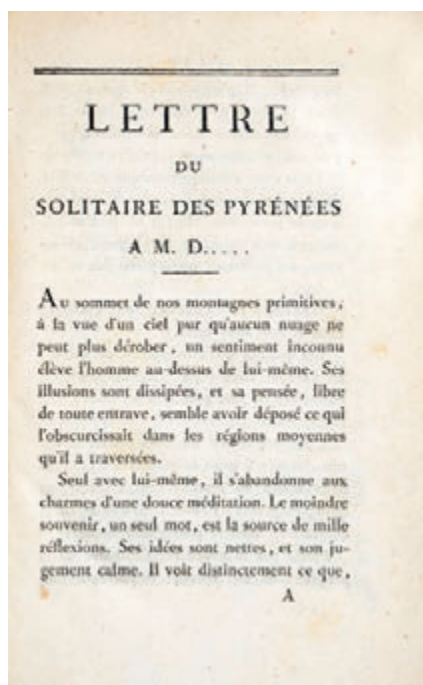 LETTRE
DU
SOLITAIRE DES PYRÉNÉES
A M. D.....
Au sommet de nos montagnes primitives,
à la vue d'un ciel pur qu'aucun nuage ne
peut plus dérober, un sentiment inconnu
élève l'homme au-dessus de lui-même. Ses
illusions sont dissipées, et sa pensée, libre
de toute entrave, semble avoir déposé ce qui
l'obscurcissait dans les régions moyennes
qu'il a traversées.
Seul avec lui-même, il s'abandonne aux
charmes d'une douce méditation. Le moindre
souvenir, un seul mot, est la source de mille
réflexions. Ses idées sont nettes, et son ju-
gement calme. Il voit distinctement ce que,
A